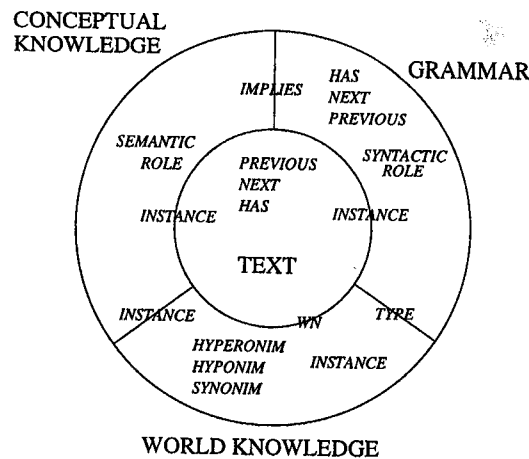 CONCEPTUAL
KNOWLEDGE
GRAMMAR
IMPLIES
HAS
NEXT
PREVIOUS
SEMANTIC
ROLE
SYNTACTIC
ROLE
PREVIOUS
NEXT
HAS
INSTANCE
INSTANCE
TEXT
INSTANCE
WN
TYPE
HYPERONIM
HYPONIM
SYNONIM
INSTANCE
WORLD KNOWLEDGE